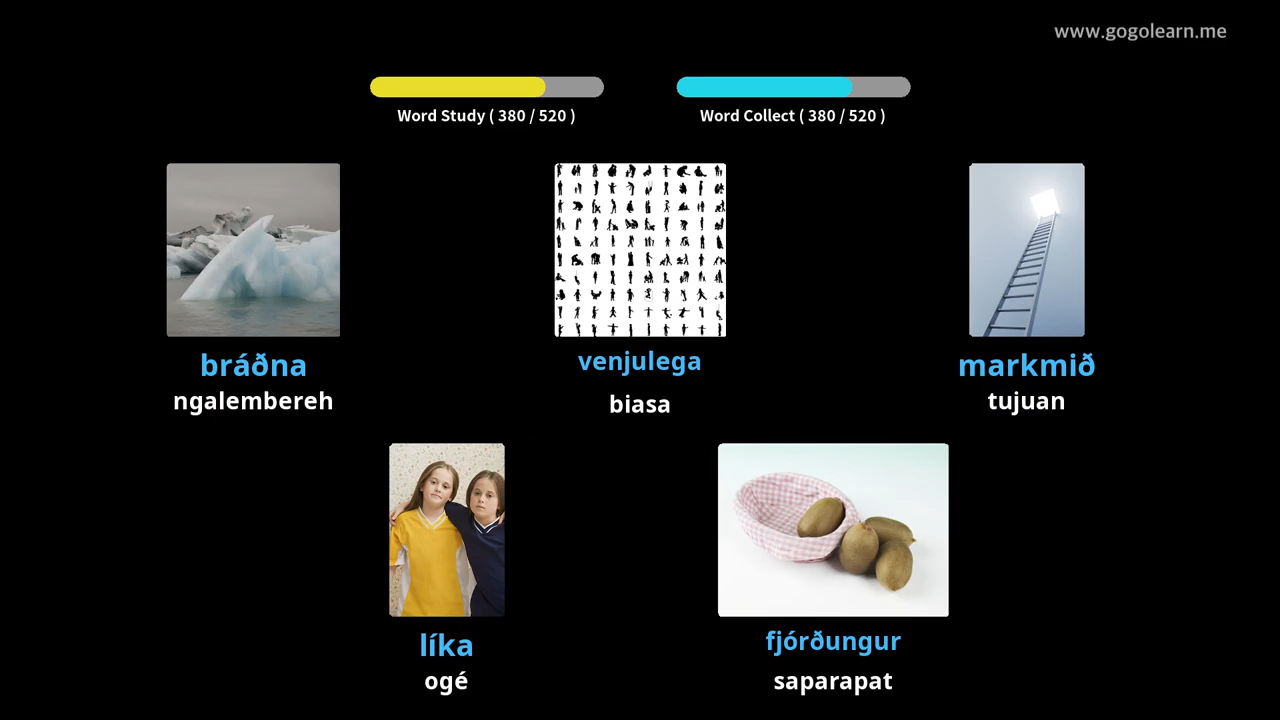 www.gogolearn.me
Word Study ( 380 / 520 )
Word Collect ( 380 / 520 )
bráðna
ngalembereh
venjulega
biasa
markmið
tujuan
líka
ogé
fjórðungur
saparapat